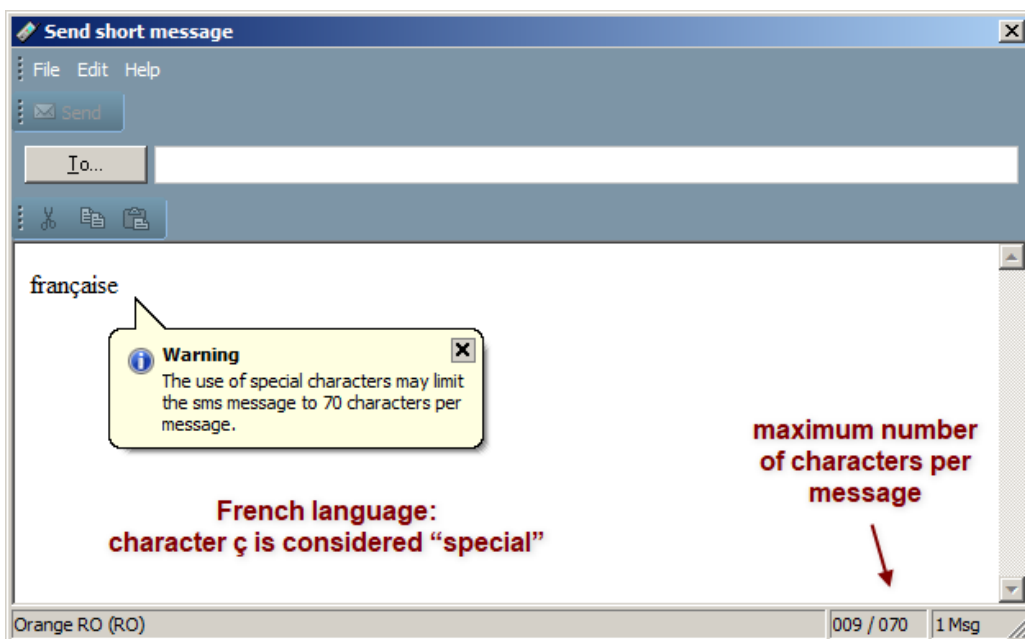 Send short message
File Edit Help
Send
To...
française
Warning
The use of special characters may limit
the sms message to 70 characters per
message.
maximum number
of characters per
message
French language:
character ç is considered “special”
Orange RO (RO)
009 / 070
1 Msg